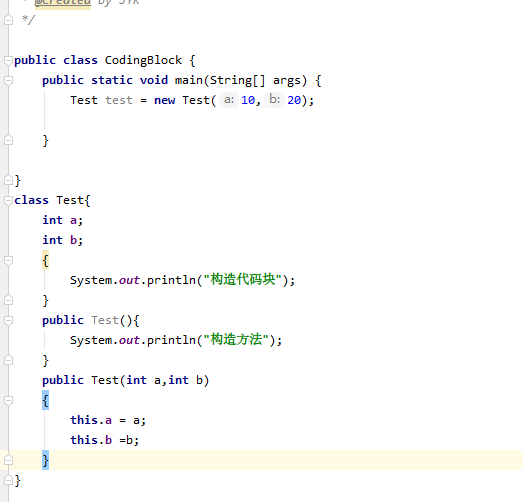 * @Created by JYK
*/
public class CodingBlock {
public static void main(String[] args) {
Test test = new Test( a: 10, b: 20);
}
}
class Test{
int a;
int b;
{
System.out.println("构造代码块");
}
public Test(){
System.out.println("构造方法");
}
public Test(int a,int b)
{
this.a = a;
this.b =b;
}
}